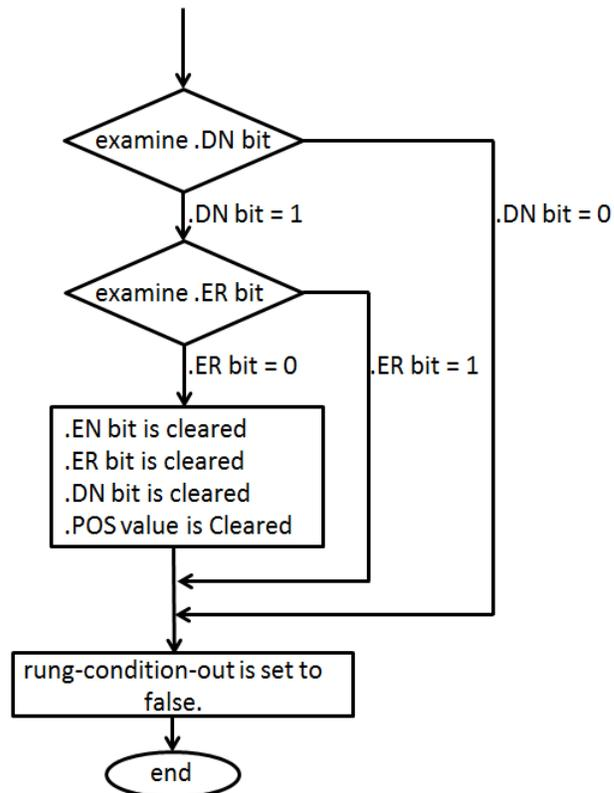 examine .DN bit
.DN bit = 1
.DN bit = 0
examine .ER bit
.ER bit = 0
.ER bit = 1
.EN bit is cleared
.ER bit is cleared
.DN bit is cleared
.POS value is Cleared
rung-condition-out is set to
false.
end